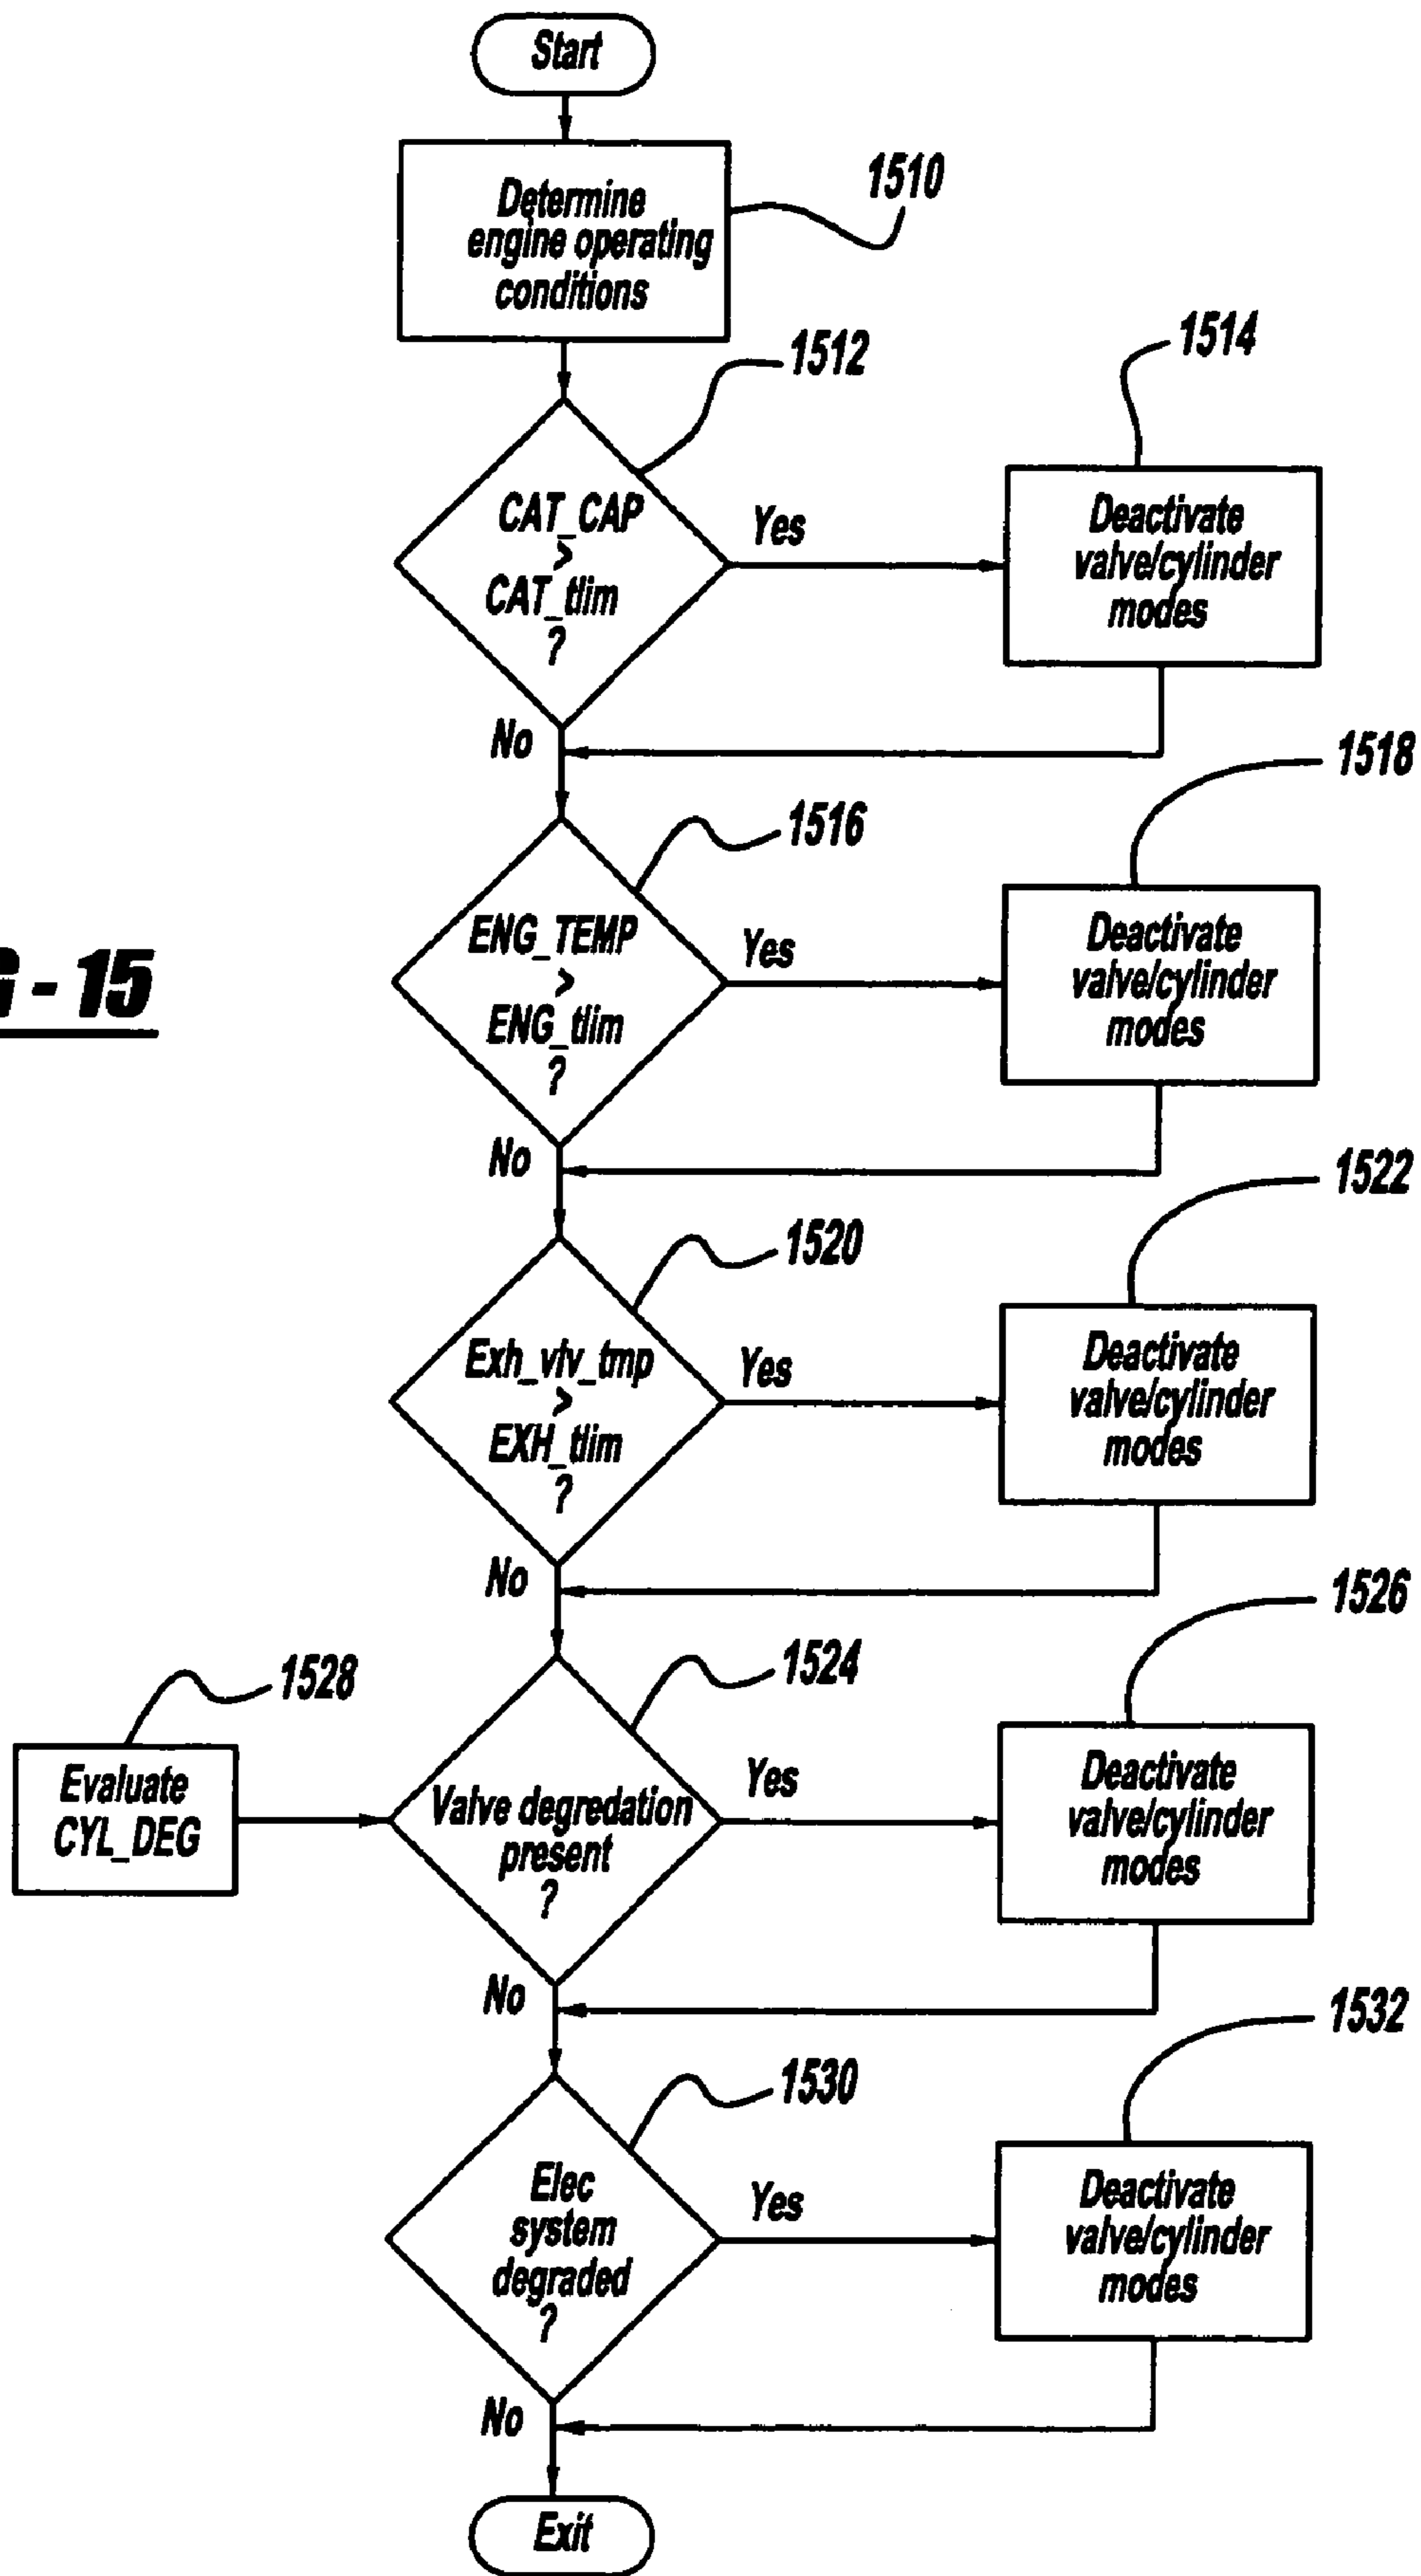 Start
Determine
engine operating
conditions
1510
1512
CAT_CAP
>
CAT_tlim
?
Yes
1514
Deactivate
valve/cylinder
modes
No
1516
ENG_TEMP
>
ENG_tlim
?
Yes
1518
Deactivate
valve/cylinder
modes
No
G - 15
1520
Exh_vlv_tmp
>
EXH_tlim
?
Yes
1522
Deactivate
valve/cylinder
modes
No
1528
Evaluate
CYL_DEG
1524
Valve degredation
present
?
Yes
1526
Deactivate
valve/cylinder
modes
No
1530
Elec
system
degraded
?
Yes
1532
Deactivate
valve/cylinder
modes
No
Exit